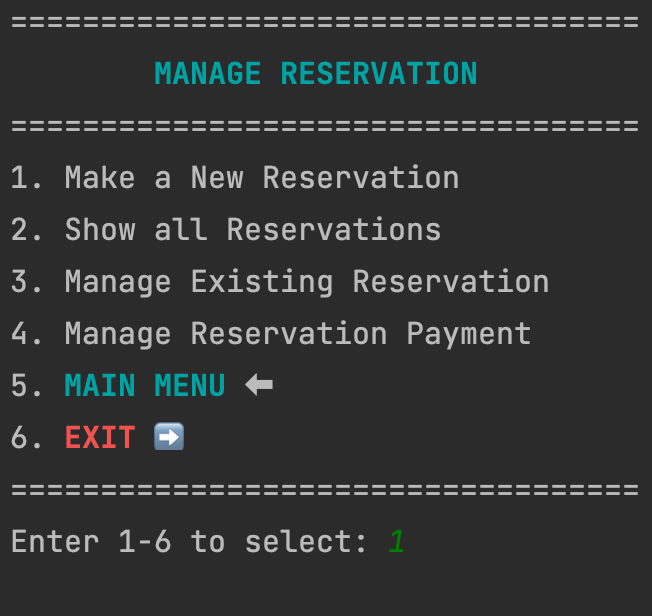 ===================================
MANAGE RESERVATION
===================================
1. Make a New Reservation
2. Show all Reservations
3. Manage Existing Reservation
4. Manage Reservation Payment
5. MAIN MENU ⬅
6. EXIT ➡️
===================================
Enter 1-6 to select: 1